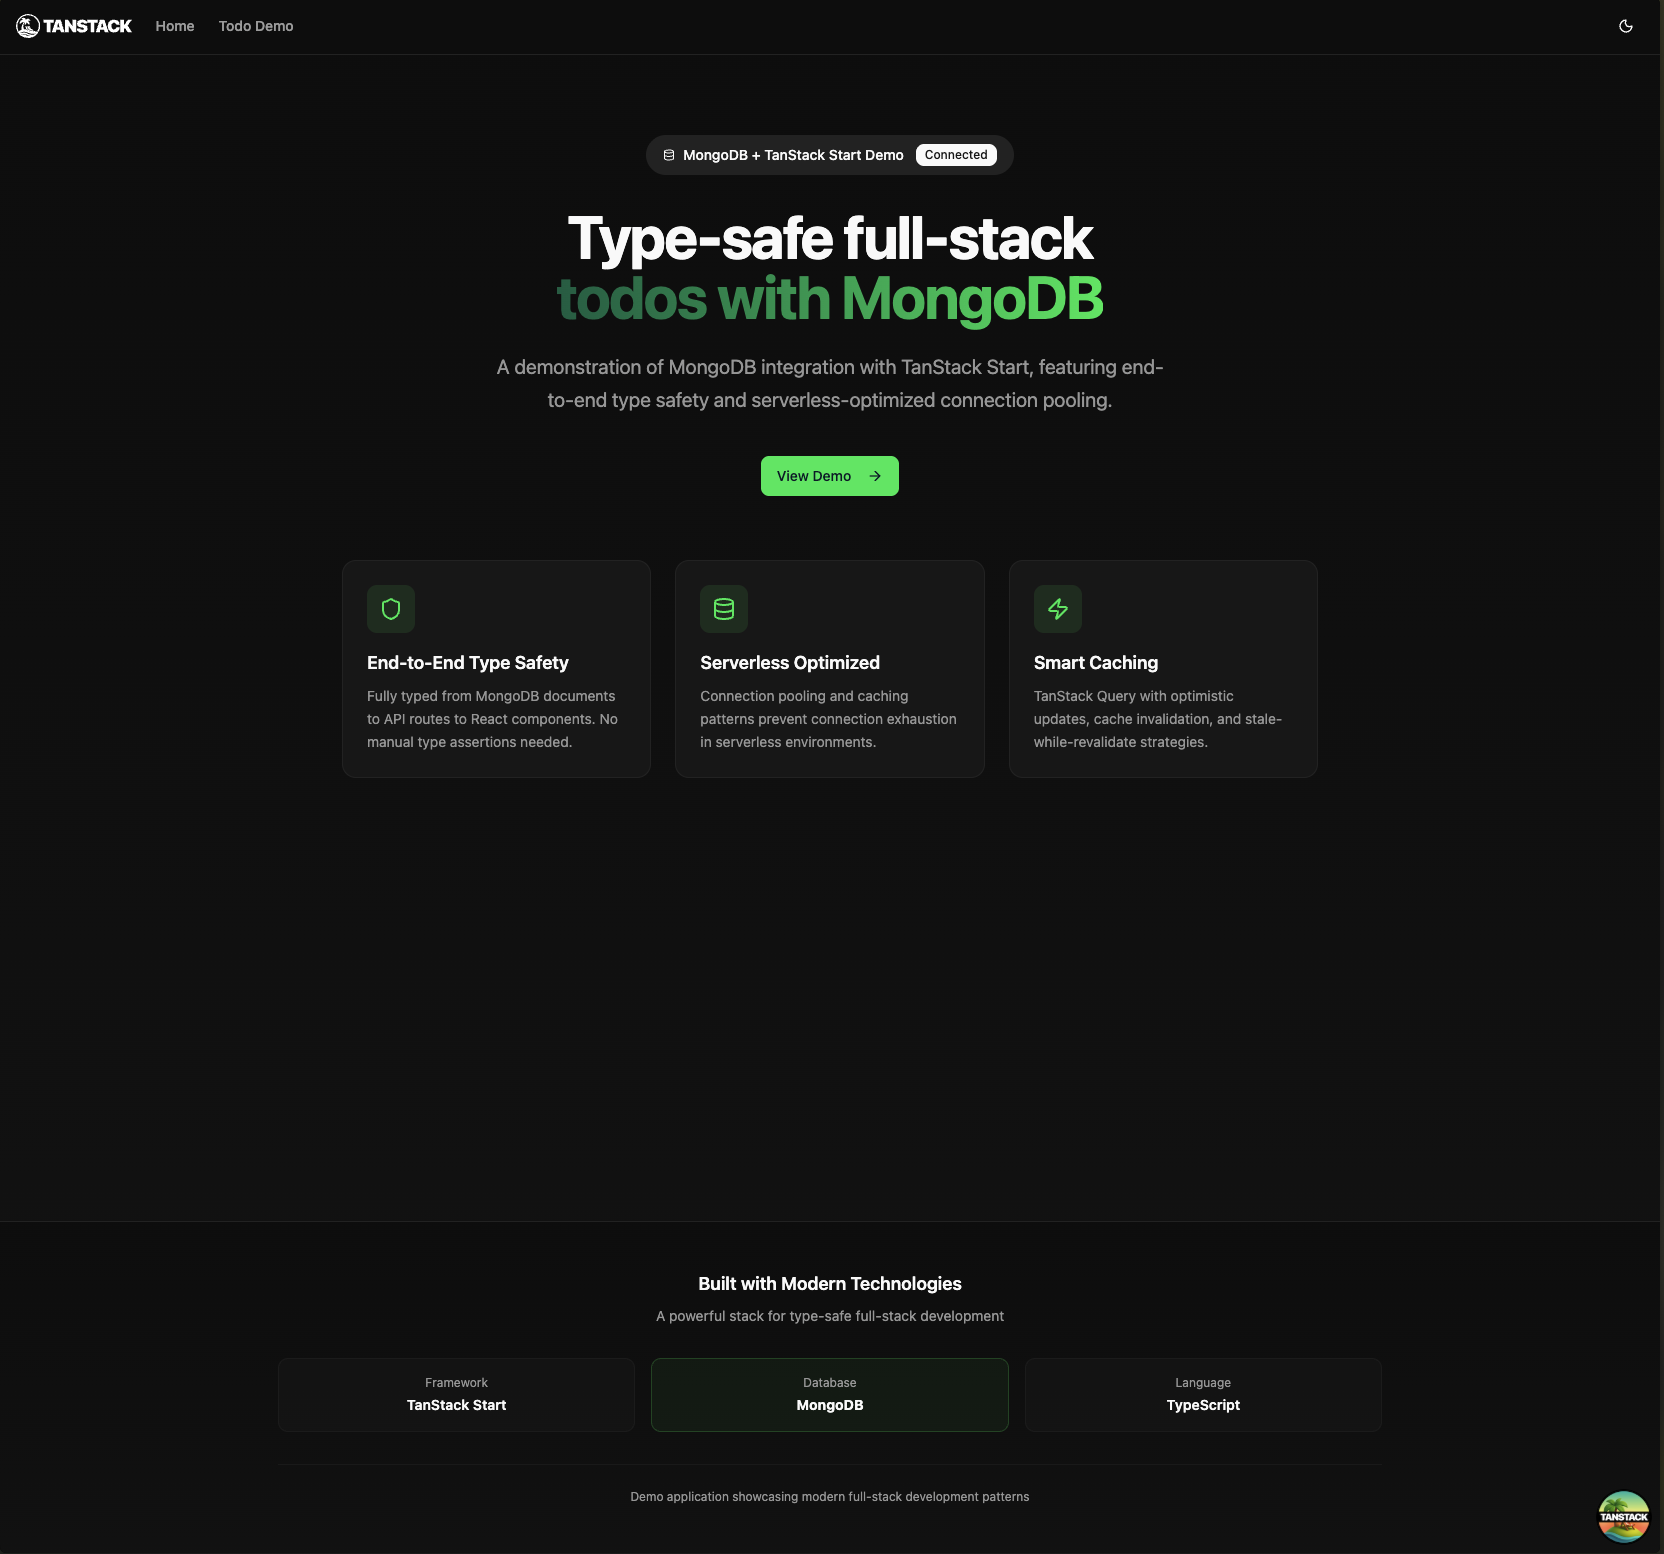 TANSTACK
Home
Todo Demo
MongoDB + TanStack Start Demo
Connected
Type-safe full-stack
todos with MongoDB
A demonstration of MongoDB integration with TanStack Start, featuring end-
to-end type safety and serverless-optimized connection pooling.
View Demo
End-to-End Type Safety
Fully typed from MongoDB documents
to API routes to React components. No
manual type assertions needed.
Serverless Optimized
Connection pooling and caching
patterns prevent connection exhaustion
in serverless environments.
Smart Caching
TanStack Query with optimistic
updates, cache invalidation, and stale-
while-revalidate strategies.
Built with Modern Technologies
A powerful stack for type-safe full-stack development
Framework
TanStack Start
Database
MongoDB
Language
TypeScript
Demo application showcasing modern full-stack development patterns
TANSTACK